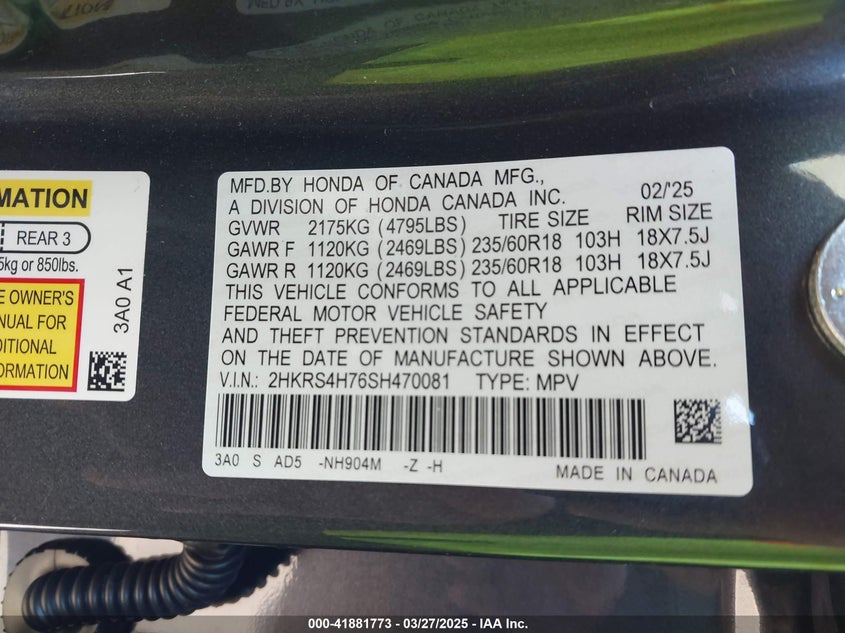 MATION
REAR 3
5kg or 850lbs.
E OWNER'S
NUAL FOR
DITIONAL
FORMATION
3A0 A1
MFD.BY HONDA OF CANADA MFG.,
A DIVISION OF HONDA CANADA INC. 02/'25
GVWR 2175KG (4795LBS) TIRE SIZE RIM SIZE
GAWR F 1120KG (2469LBS) 235/60R18 103H 18X7.5J
GAWR R 1120KG (2469LBS) 235/60R18 103H 18X7.5J
THIS VEHICLE CONFORMS TO ALL APPLICABLE
FEDERAL MOTOR VEHICLE SAFETY
AND THEFT PREVENTION STANDARDS IN EFFECT
ON THE DATE OF MANUFACTURE SHOWN ABOVE.
V.I.N.: 2HKRS4H76SH470081 TYPE: MPV
3A0 S AD5 -NH904M -Z -H
MADE IN CANADA
000-41881773 - 03/27/2025 - IAA Inc.